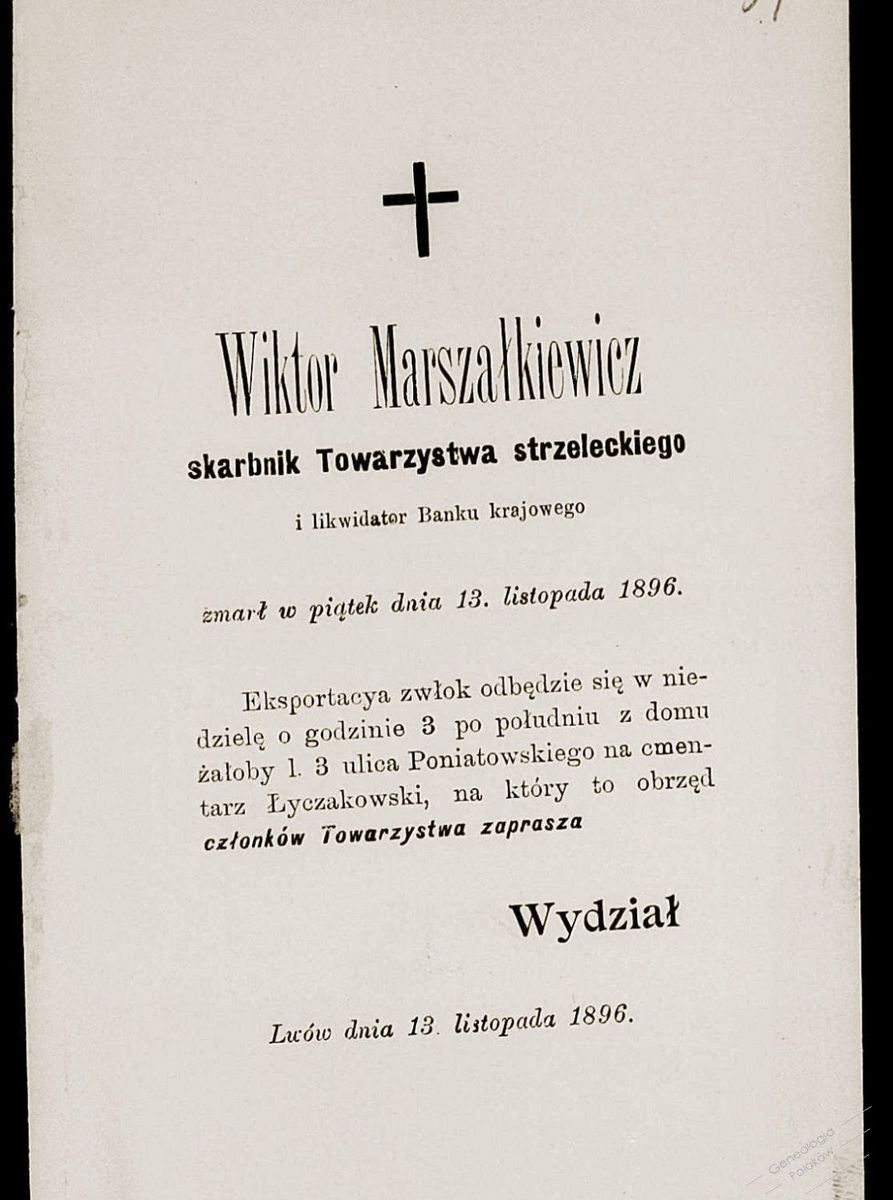 Wiktor Marszałkiewicz
skarbnik Towarzystwa strzeleckiego
i likwidator Banku krajowego
zmarł w piątek dnia 13. listopada 1896.
Eksportacya zwłok odbędzie się w nie-
dzielę o godzinie 3 po południu z domu
żałoby l. 3 ulica Poniatowskiego na cmen-
tarz Łyczakowski, na który to obrzęd
członków Towarzystwa zaprasza
Wydział
Lwów dnia 13. listopada 1896.
Genealogia
Polaków